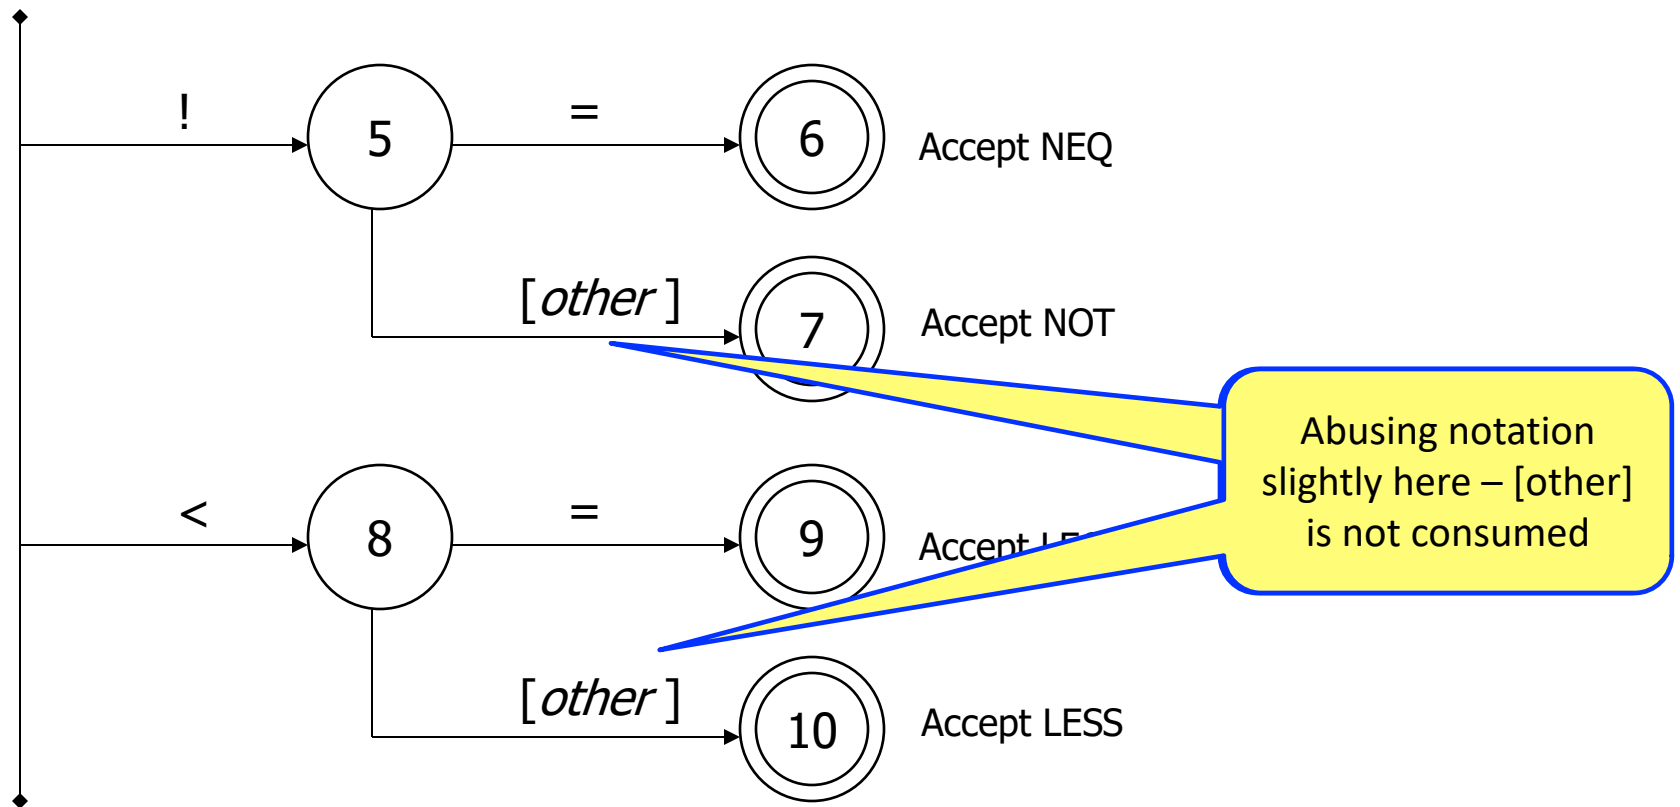 !
5
=
6
Accept NEQ
[other]
7
Accept NOT
Abusing notation
slightly here – [other]
is not consumed
<
8
=
9
Accept
[other]
10
Accept LESS